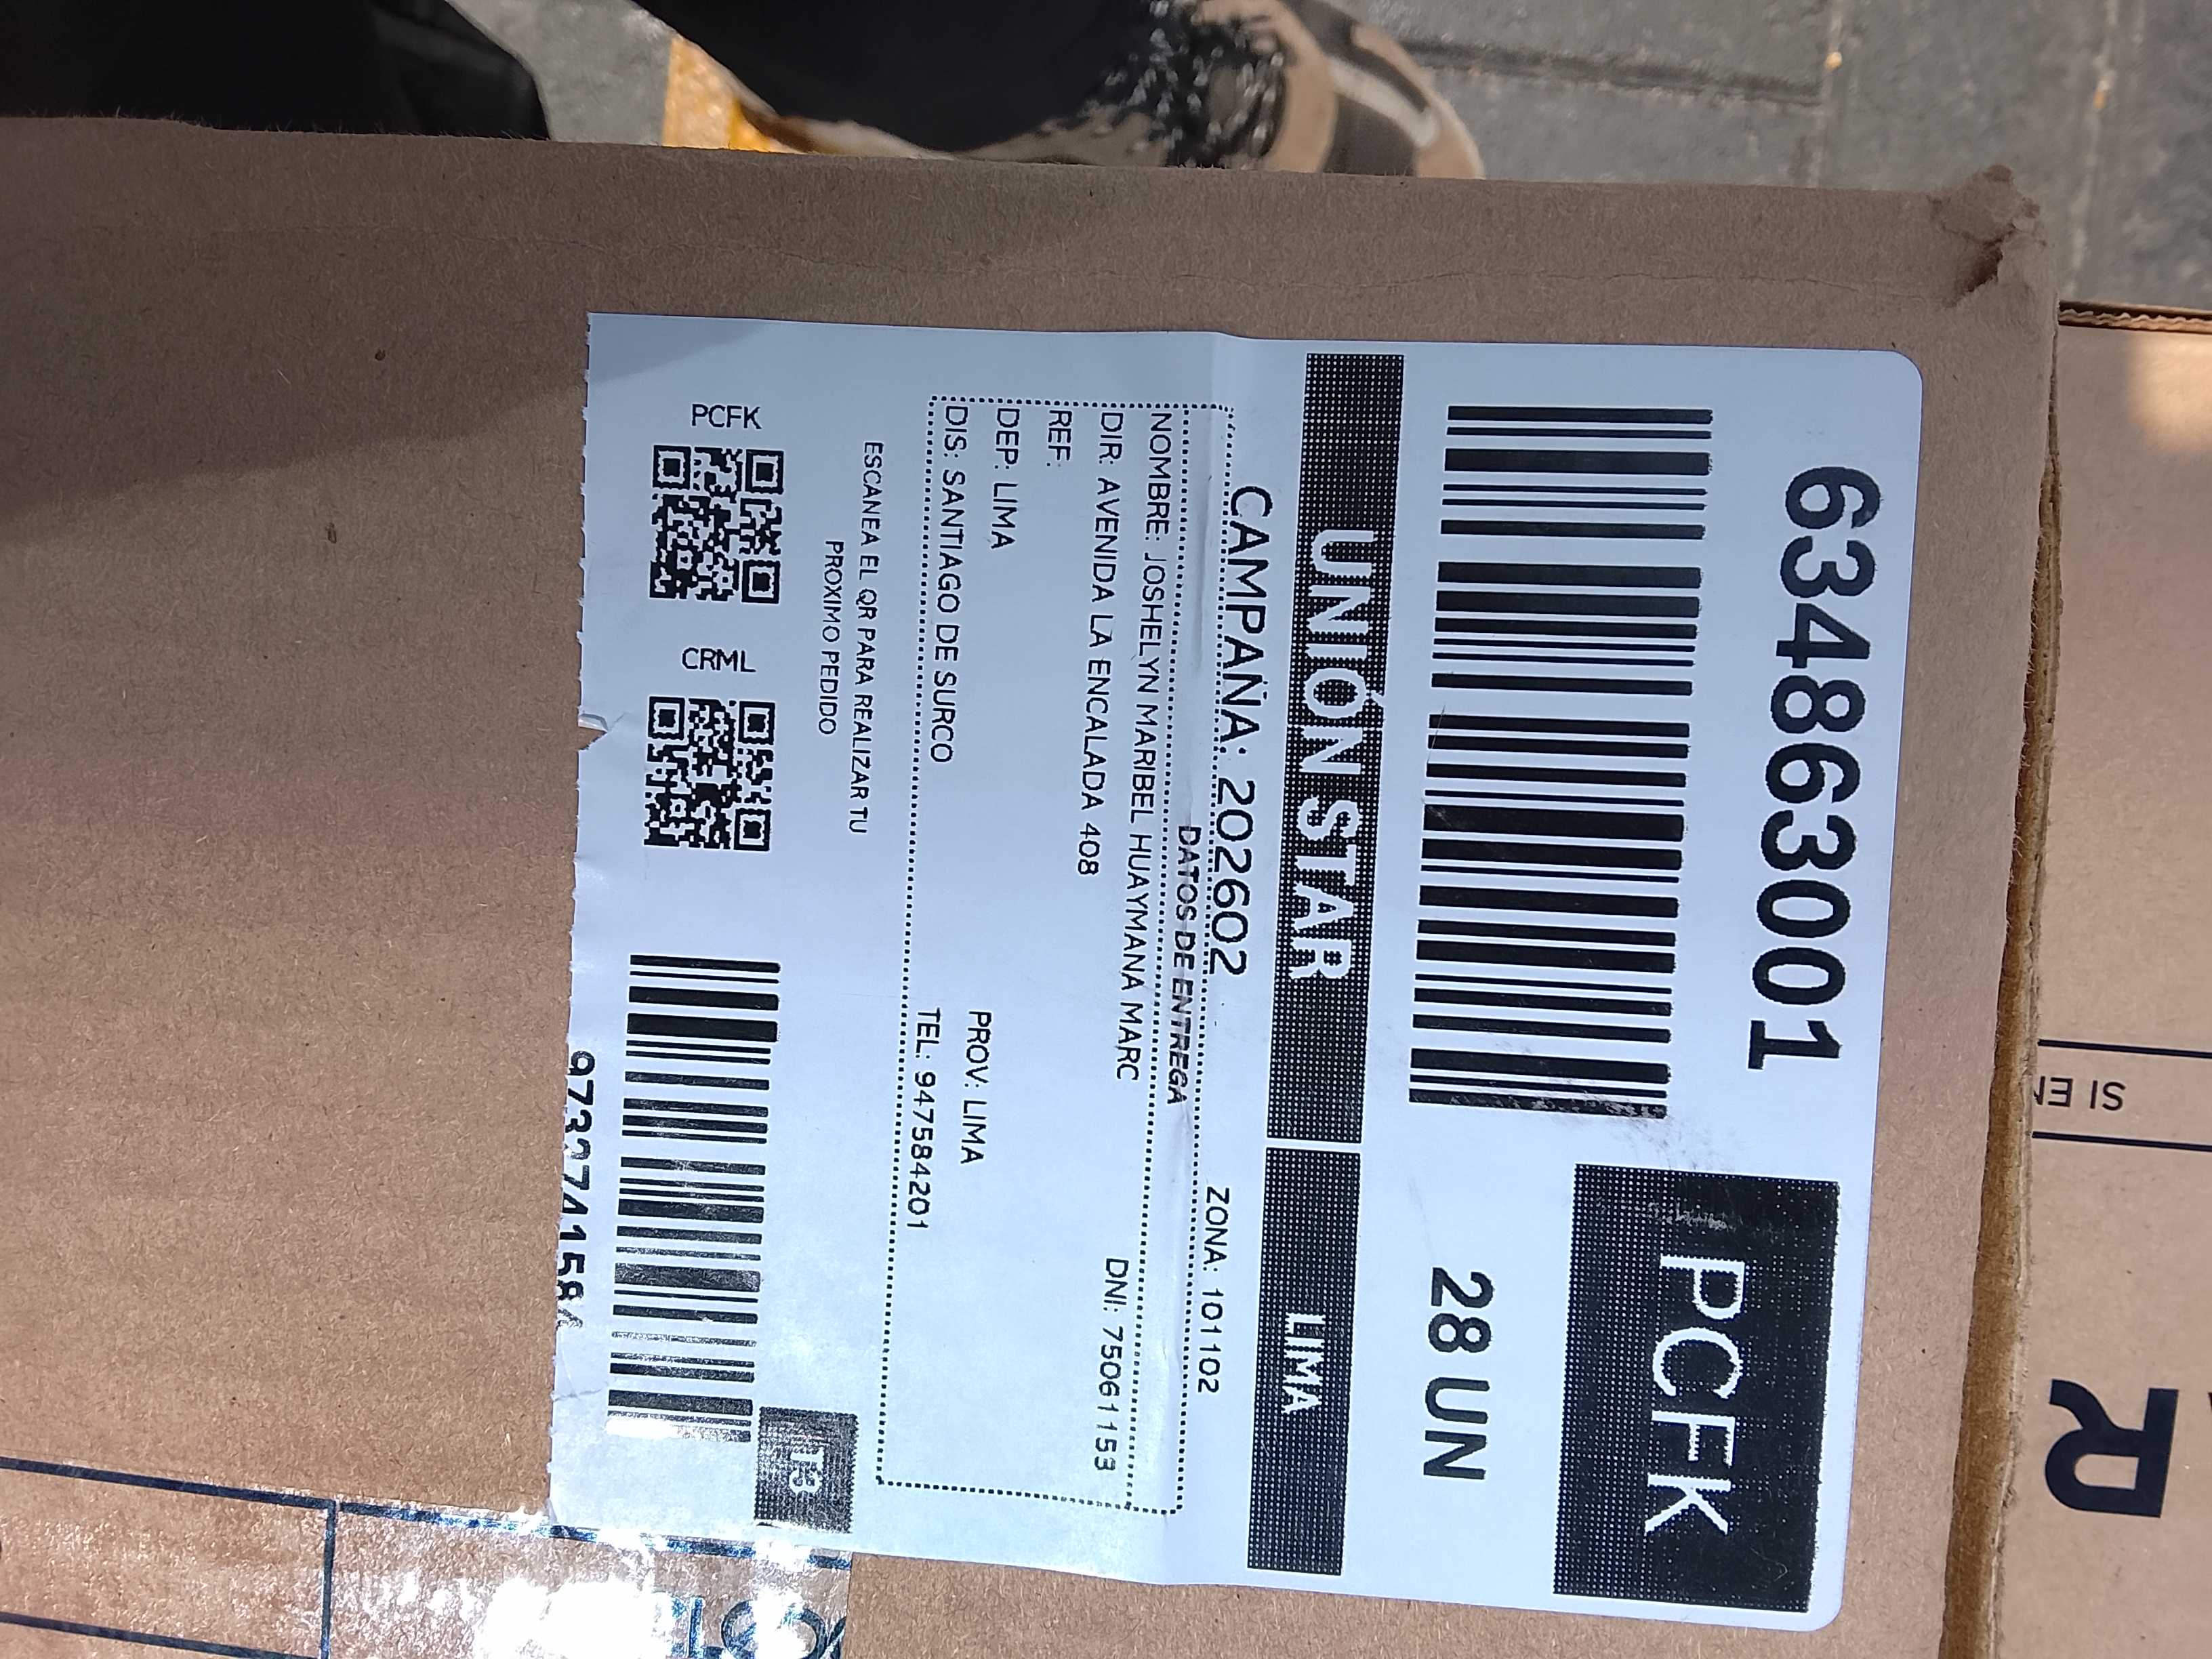 6348630001
PCFK
28 UN
UNIÓN STAR
LIMA
CAMPAÑA: 202602
ZONA: 101102
DATOS DE ENTREGA
NOMBRE: JOSHELYN MARIBEL HUAYMANA MARC
DIR: AVENIDA LA ENCALADA 408
DNI: 75061153
REF:
DEP: LIMA
PROV: LIMA
DIS: SANTIAGO DE SURCO
TEL: 947584201
ESCANEA EL QR PARA REALIZAR TU
PROXIMO PEDIDO
PCFK
CRML
T3
SI EN
R